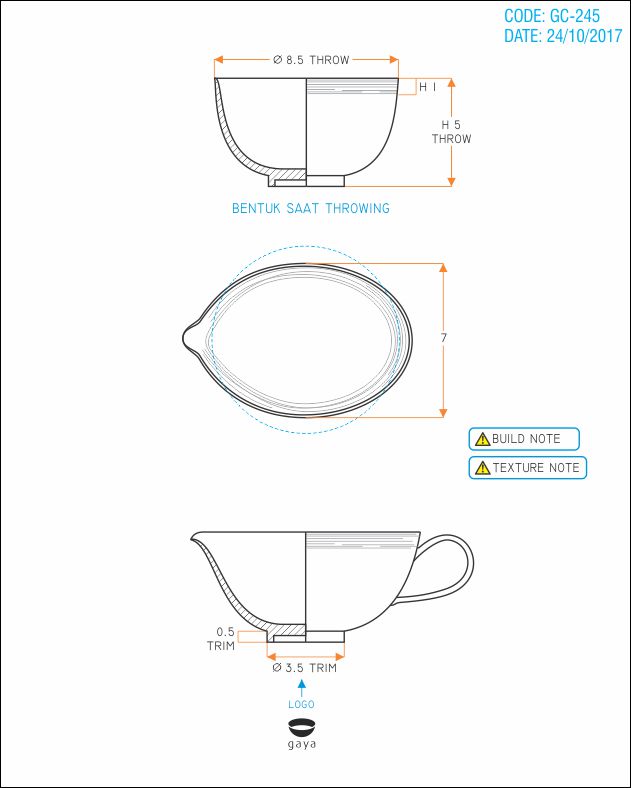 CODE: GC-245
DATE: 24/10/2017
Ø 8.5 THROW
H 1
H 5
THROW
BENTUK SAAT THROWING
7
BUILD NOTE
TEXTURE NOTE
0.5
TRIM
Ø 3.5 TRIM
LOGO
gaya